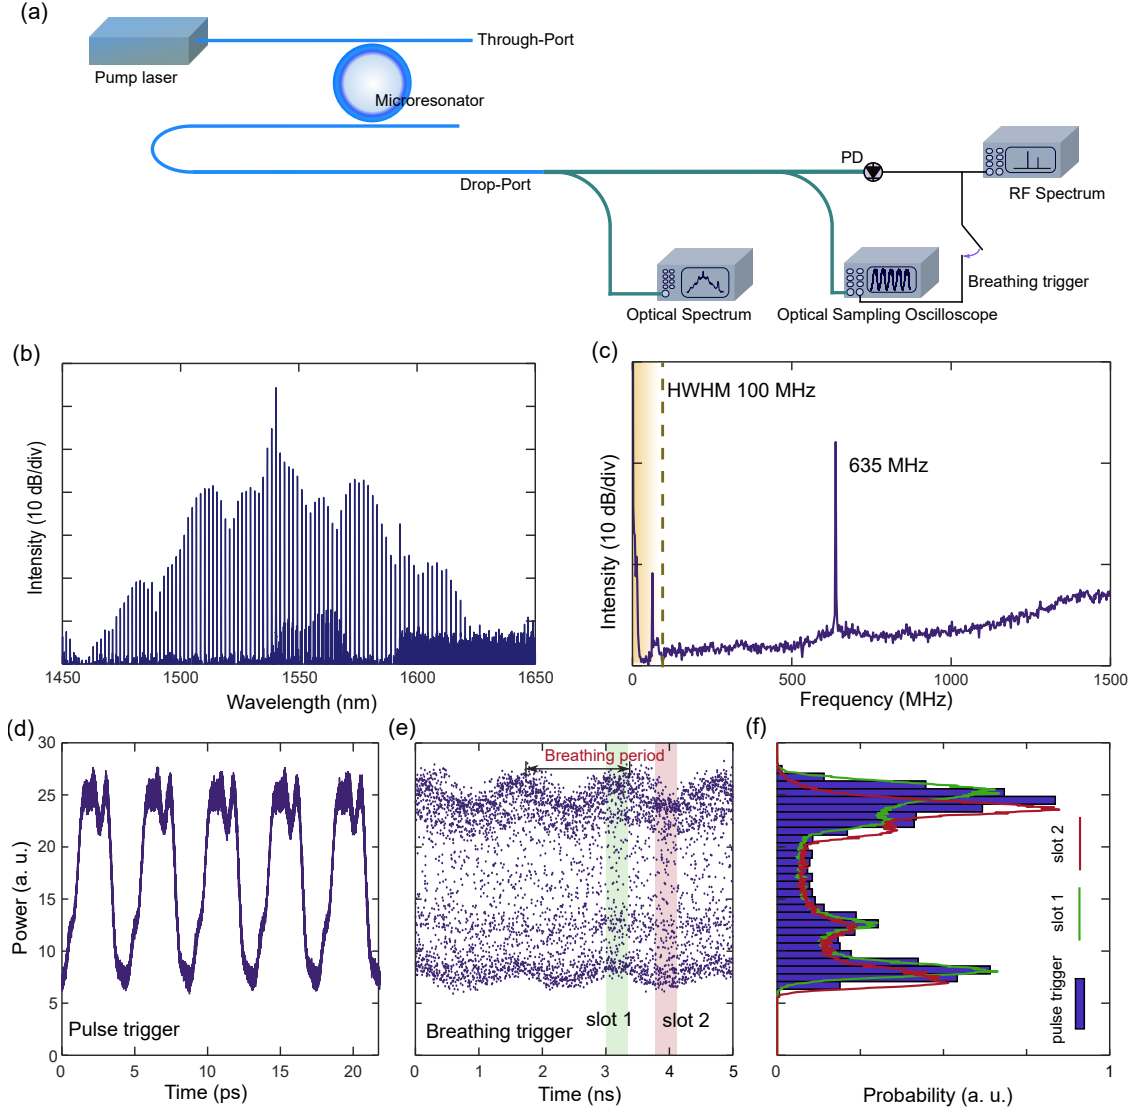 (a)
Through-Port
Pump laser
Microresonator
PD
Drop-Port
RF Spectrum
Breathing trigger
Optical Spectrum
Optical Sampling Oscilloscope
(b)
Intensity (10 dB/div)
1450
1500
1550
1600
1650
Wavelength (nm)
(c)
HWHM 100 MHz
635 MHz
Intensity (10 dB/div)
0
500
1000
1500
Frequency (MHz)
(d)
30
25
20
15
10
5
0
Power (a. u.)
Pulse trigger
0
5
10
15
20
Time (ps)
(e)
Breathing period
slot 1
slot 2
Breathing trigger
0
1
2
3
4
5
Time (ns)
(f)
slot 2
slot 1
pulse trigger
0
1
Probability (a. u.)